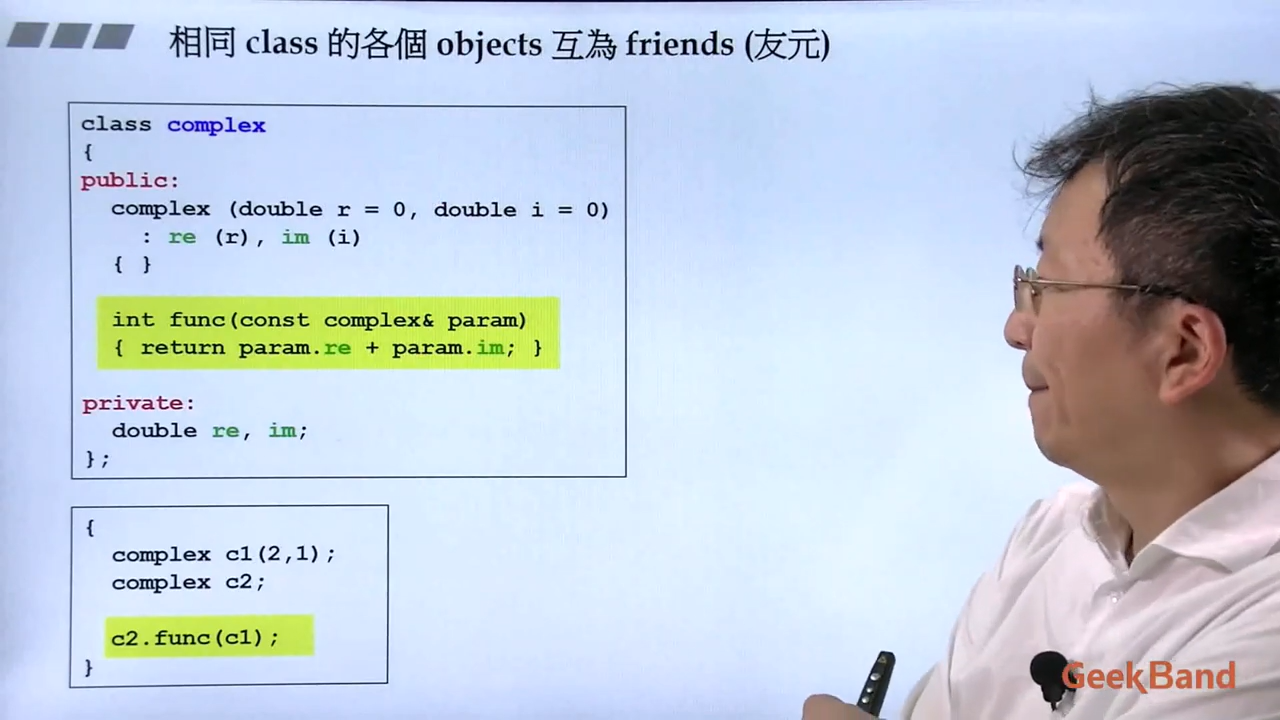 相同 class 的各個 objects 互為 friends (友元)
class complex
{
public:
complex (double r = 0, double i = 0)
: re (r), im (i)
{ }
int func(const complex& param)
{ return param.re + param.im; }
private:
double re, im;
};
{
complex c1(2,1);
complex c2;
c2.func(c1);
}
GeekBand